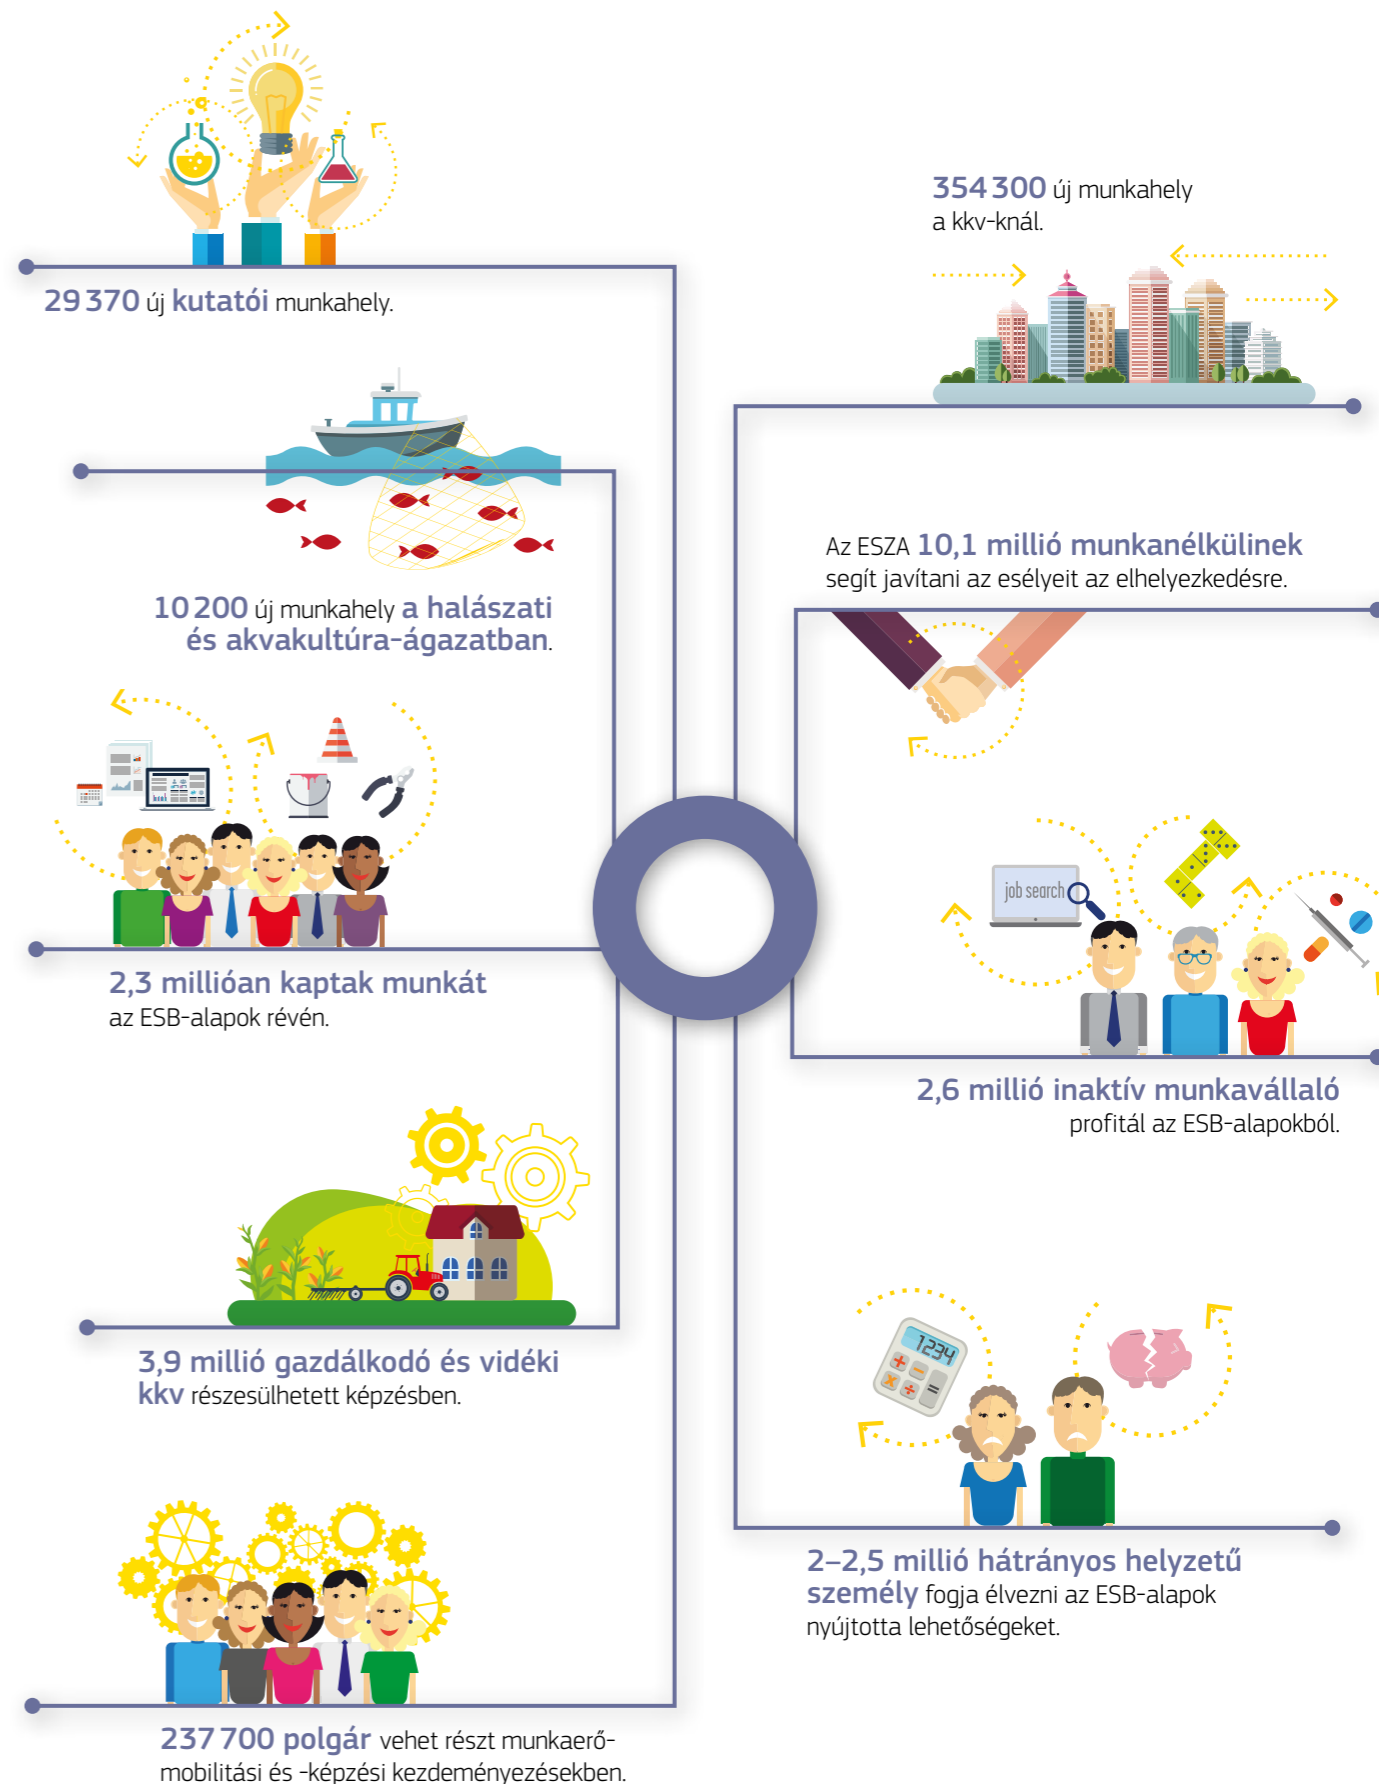 29 370 új kutatói munkahely.
10 200 új munkahely a halászati
és akvakultúra-ágazatban.
2,3 millióan kaptak munkát
az ESB-alapok révén.
3,9 millió gazdálkodó és vidéki
kkv részesülhetett képzésben.
237 700 polgár vehet részt munkaerő-
mobilitási és -képzési kezdeményezésekben.
354 300 új munkahely
a kkv-knál.
Az ESZA 10,1 millió munkanélkülinek
segít javítani az esélyeit az elhelyezkedésre.
job search
2,6 millió inaktív munkavállaló
profitál az ESB-alapokból.
1234
+ −
x ÷ =
2–2,5 millió hátrányos helyzetű
személy fogja élvezni az ESB-alapok
nyújtotta lehetőségeket.